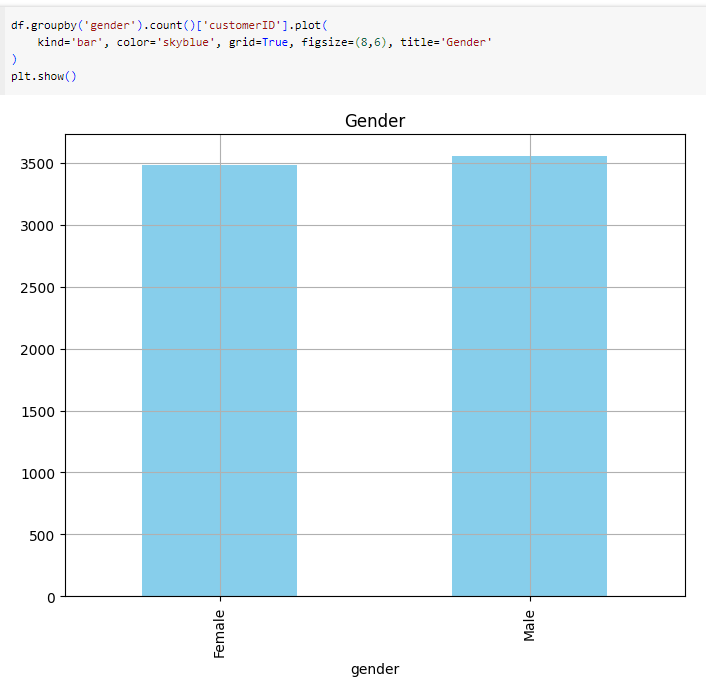 df.groupby('gender').count()['customerID'].plot(
    kind='bar', color='skyblue', grid=True, figsize=(8,6), title='Gender'
)
plt.show()
Gender
3500
3000
2500
2000
1500
1000
500
0
Female
Male
gender